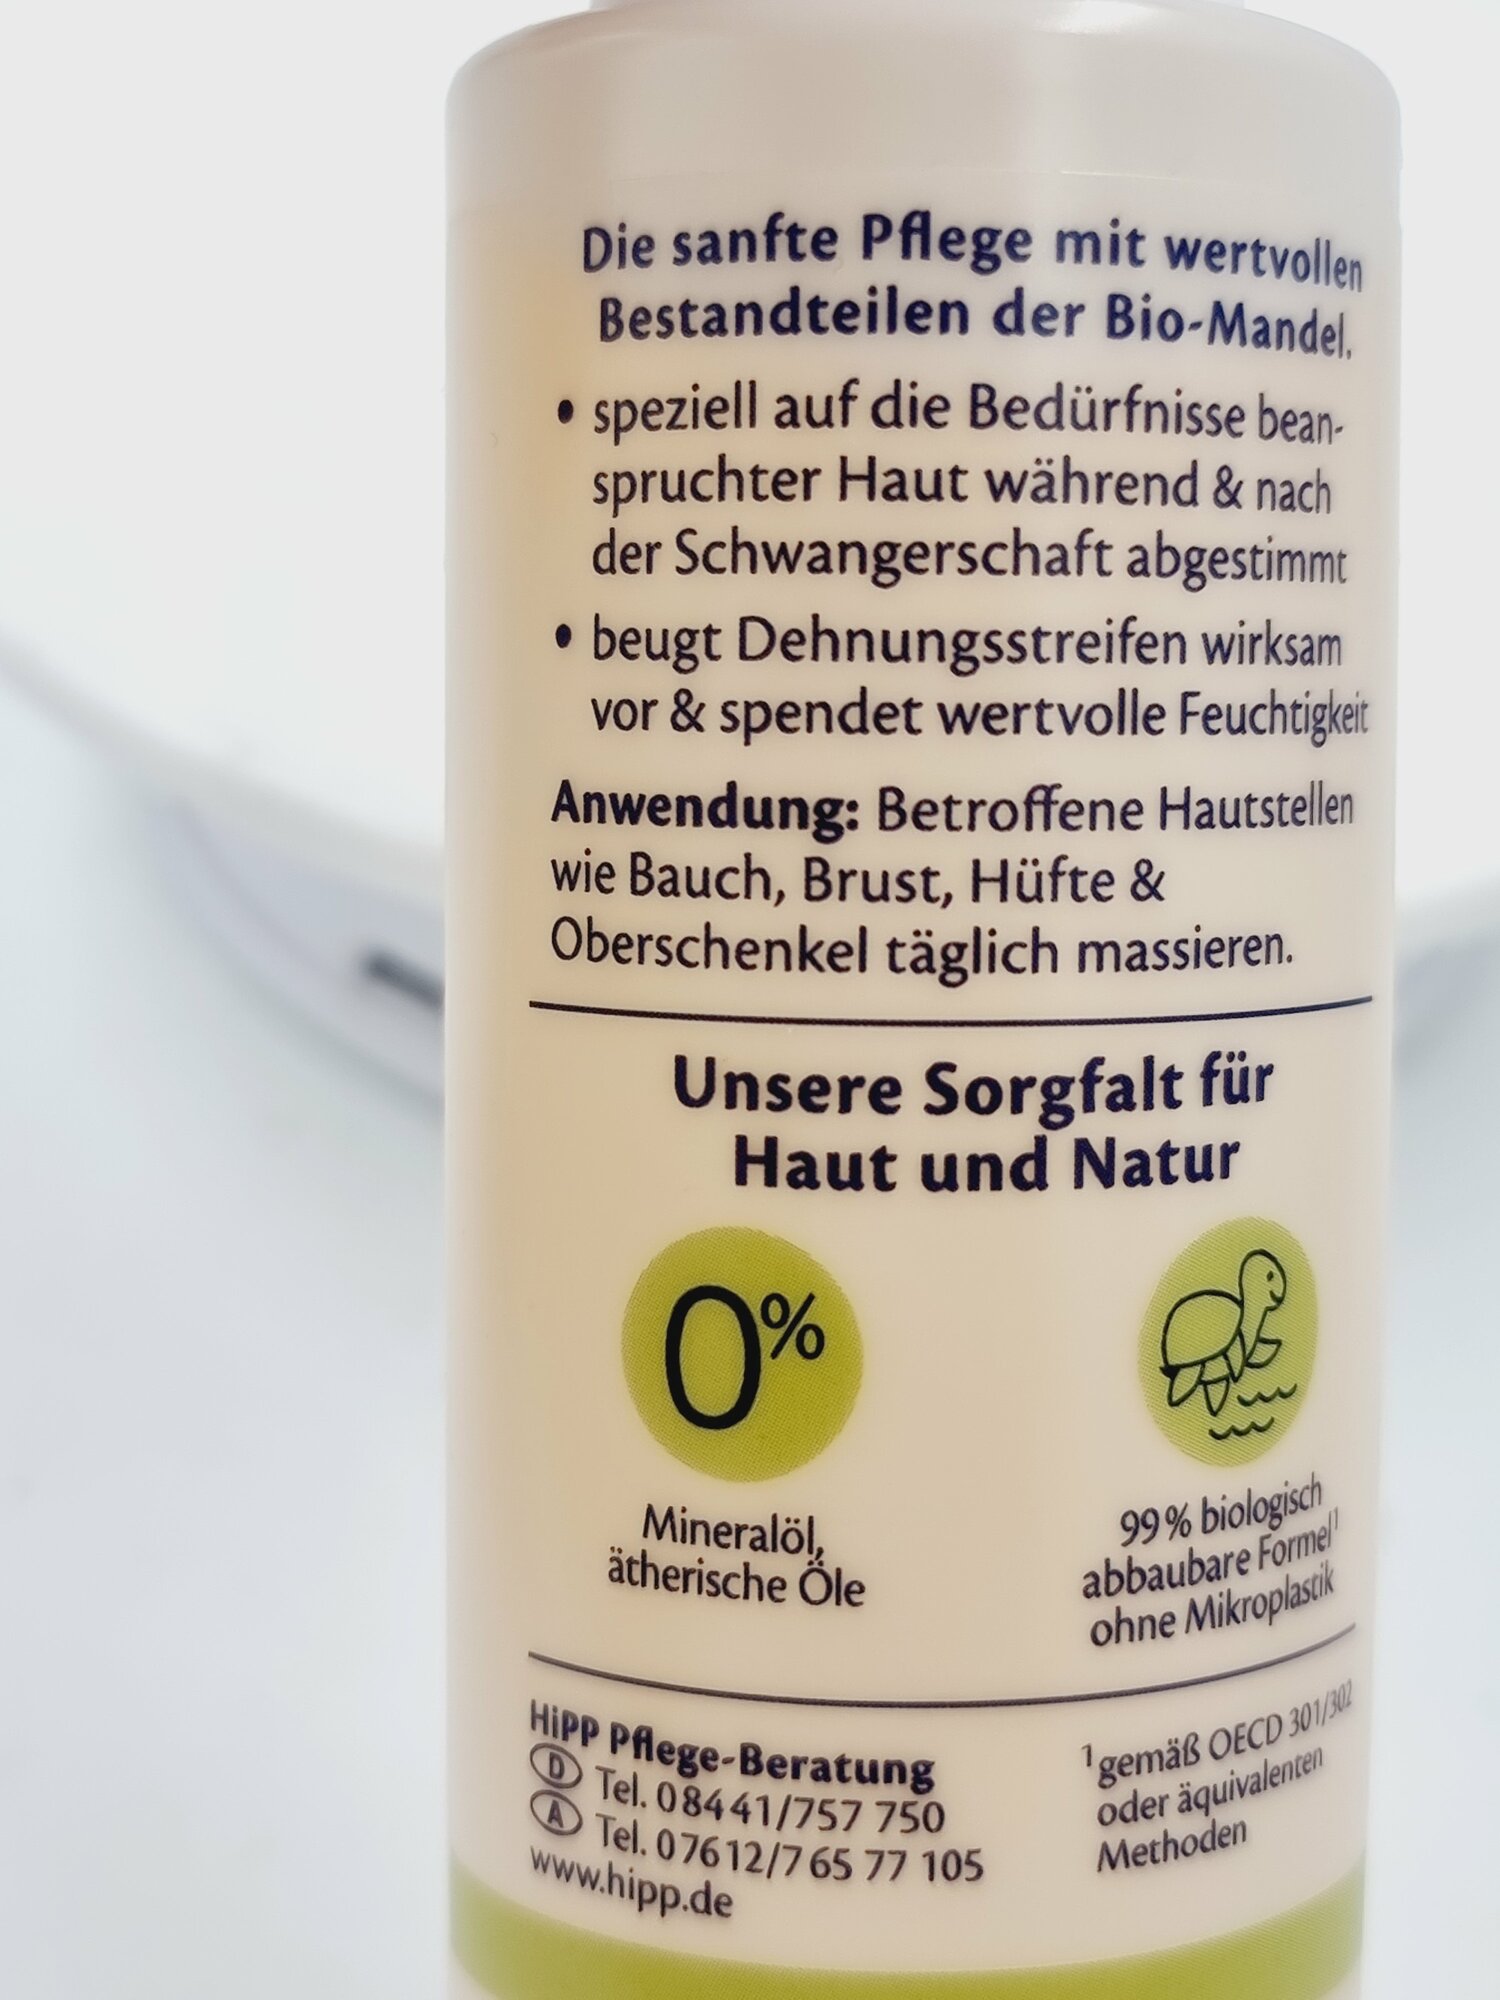 Die sanfte Pflege mit wertvollen
Bestandteilen der Bio-Mandel.
• speziell auf die Bedürfnisse bean-
spruchter Haut während & nach
der Schwangerschaft abgestimmt
• beugt Dehnungsstreifen wirksam
vor & spendet wertvolle Feuchtigkeit
Anwendung: Betroffene Hautstellen
wie Bauch, Brust, Hüfte &
Oberschenkel täglich massieren.
Unsere Sorgfalt für
Haut und Natur
0%
Mineralöl,
ätherische Öle
99% biologisch
abbaubare Formel¹
ohne Mikroplastik
HiPP Pflege-Beratung
D Tel. 08441/757 750
A Tel. 07612/765 77 105
www.hipp.de
¹gemäß OECD 301/302
oder äquivalenten
Methoden